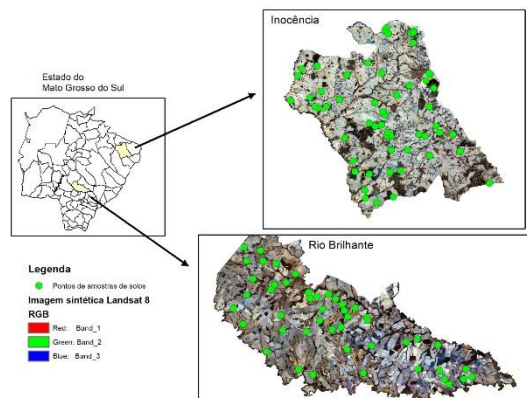 Inocência
Estado do
Mato Grosso do Sul
Rio Brilhante
Legenda
Pontos de amostras de solos
Imagem sintética Landsat 8
RGB
Red: Band_1
Green: Band_2
Blue: Band_3